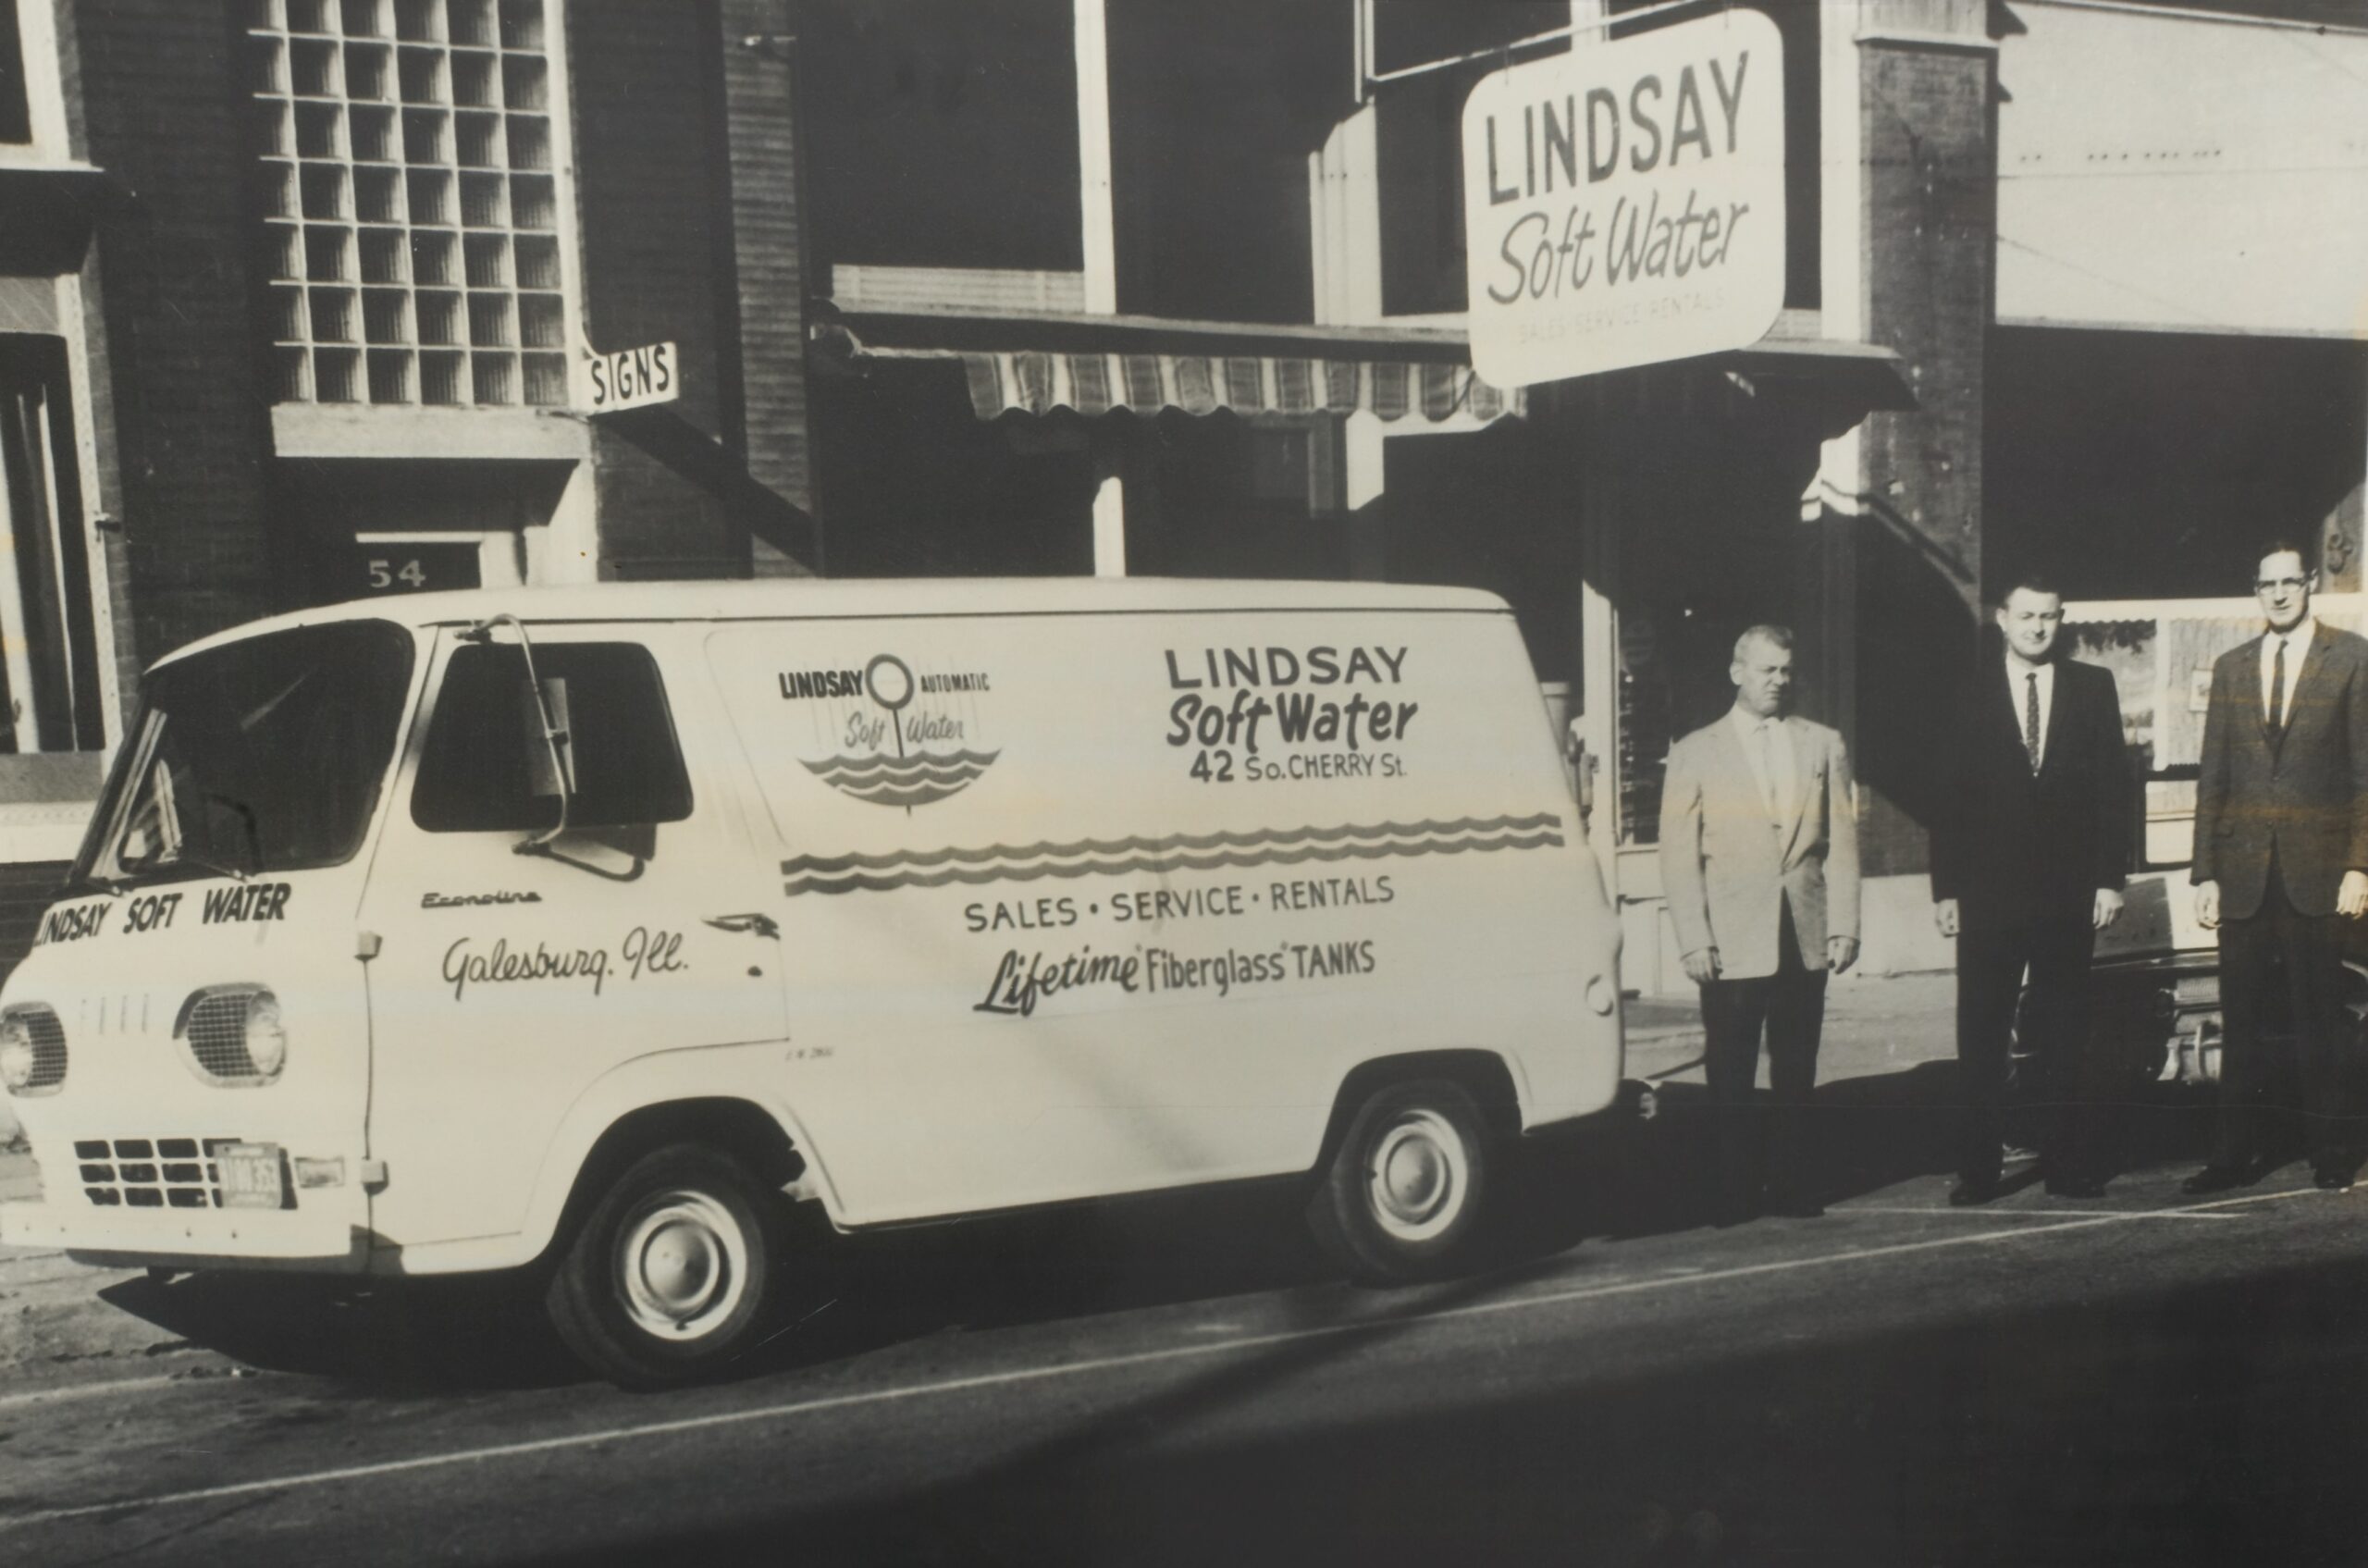 LINDSAY
Soft Water
SALES SERVICE RENTALS
SIGNS
54
LINDSAY AUTOMATIC
Soft Water
LINDSAY
Soft Water
42 So. CHERRY St.
LINDSAY SOFT WATER
Econoline
Galesburg. Ill.
SALES • SERVICE • RENTALS
Lifetime "Fiberglass" TANKS